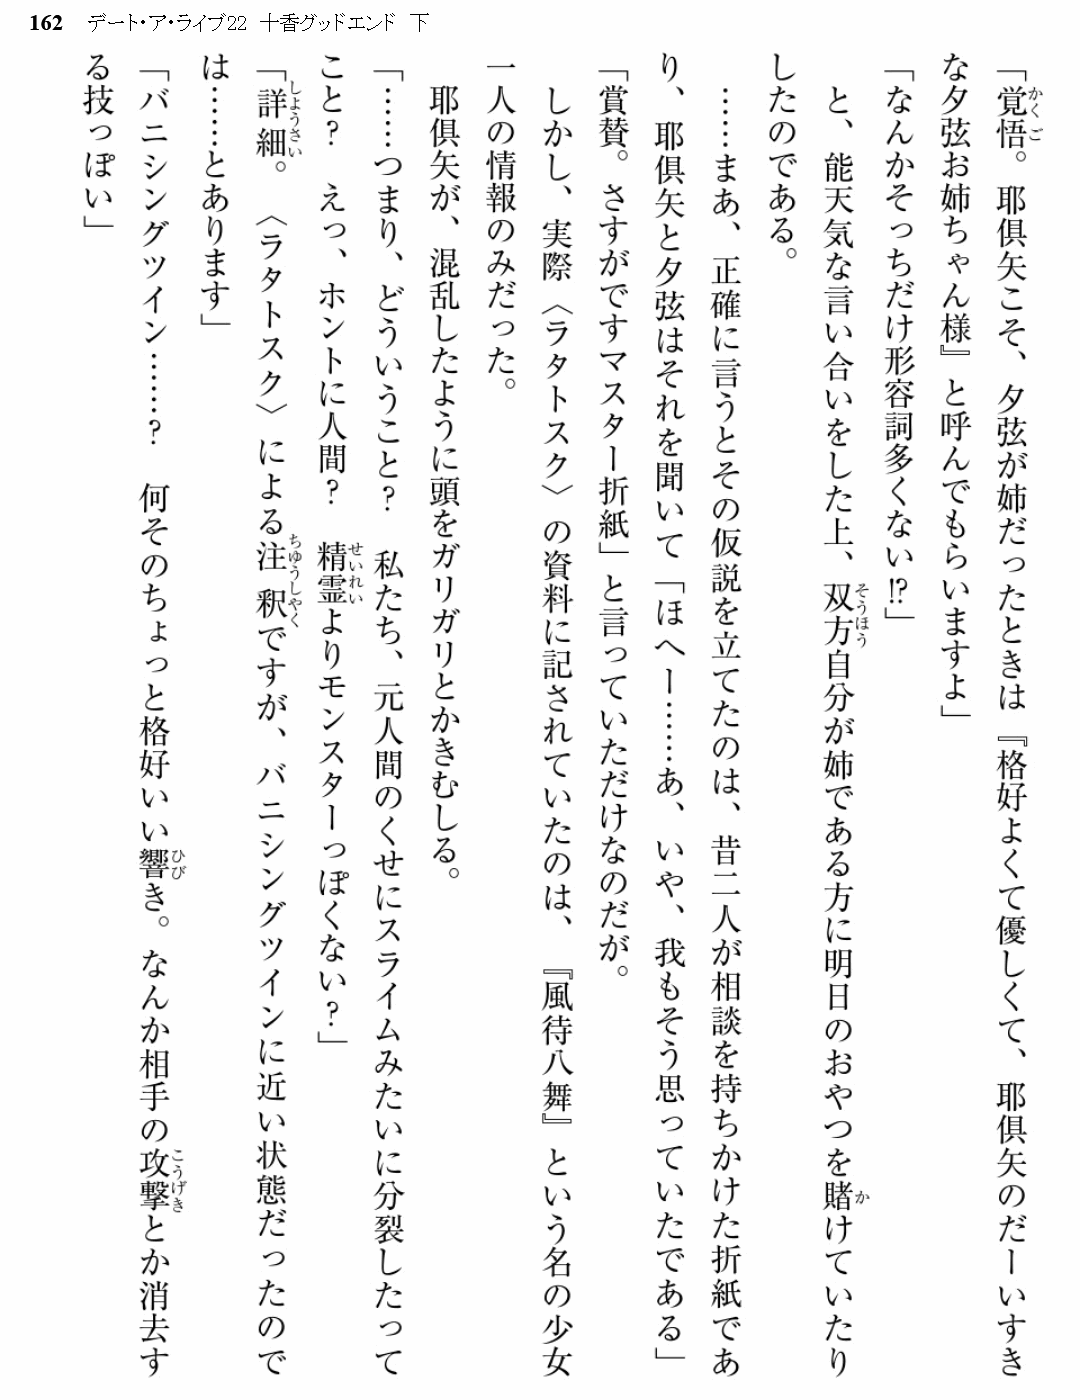 162 デート・ア・ライブ22 十香グッドエンド 下
「覚悟。耶倶矢こそ、夕弦が姉だったときは『格好よくて優しくて、耶倶矢のだーいすき
な夕弦お姉ちゃん様』と呼んでもらいますよ」
「なんかそっちだけ形容詞多くない!?」
と、能天気な言い合いをした上、双方自分が姉である方に明日のおやつを賭けていたり
したのである。
……まあ、正確に言うとその仮説を立てたのは、昔二人が相談を持ちかけた折紙であ
り、耶倶矢と夕弦はそれを聞いて「ほへー……あ、いや、我もそう思っていたである」
「賞賛。さすがですマスター折紙」と言っていただけなのだが。
しかし、実際〈ラタトスク〉の資料に記されていたのは、『風待八舞』という名の少女
一人の情報のみだった。
耶倶矢が、混乱したように頭をガリガリとかきむしる。
「……つまり、どういうこと? 私たち、元人間のくせにスライムみたいに分裂したって
こと? えっ、ホントに人間? 精霊よりモンスターっぽくない?」
「詳細。〈ラタトスク〉による注釈ですが、バニシングツインに近い状態だったので
は……とあります」
「バニシングツイン……? 何そのちょっと格好いい響き。なんか相手の攻撃とか消去す
る技っぽい」